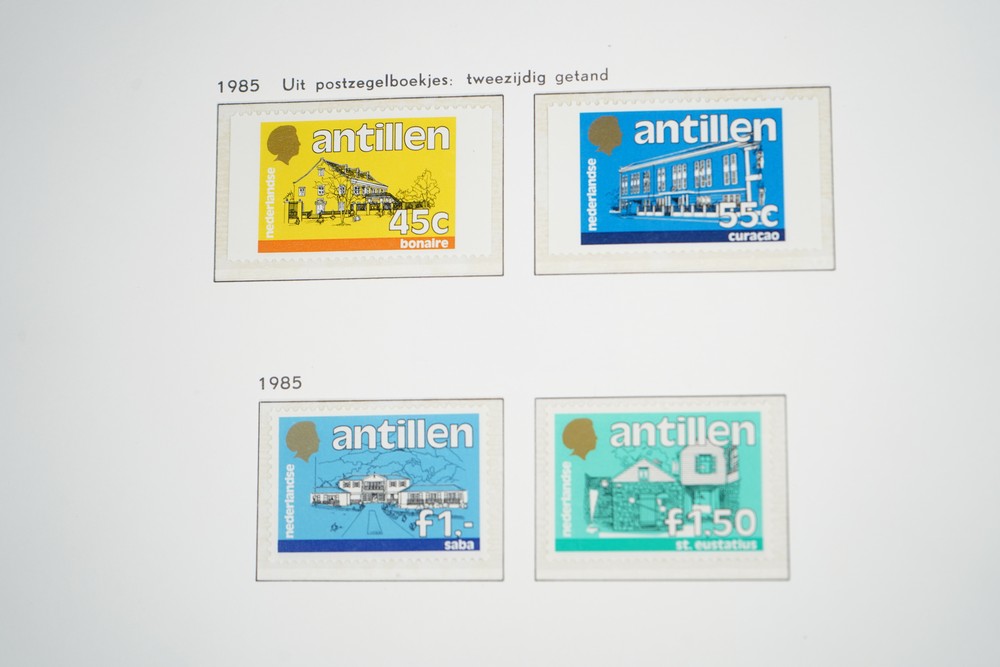 1985 Uit postzegelboekjes: tweezijdig getand
antillen
nederlandse
45c
bonaire
antillen
nederlandse
55c
curaçao
1985
antillen
nederlandse
f1.-
saba
antillen
nederlandse
f1.50
st. eustatius